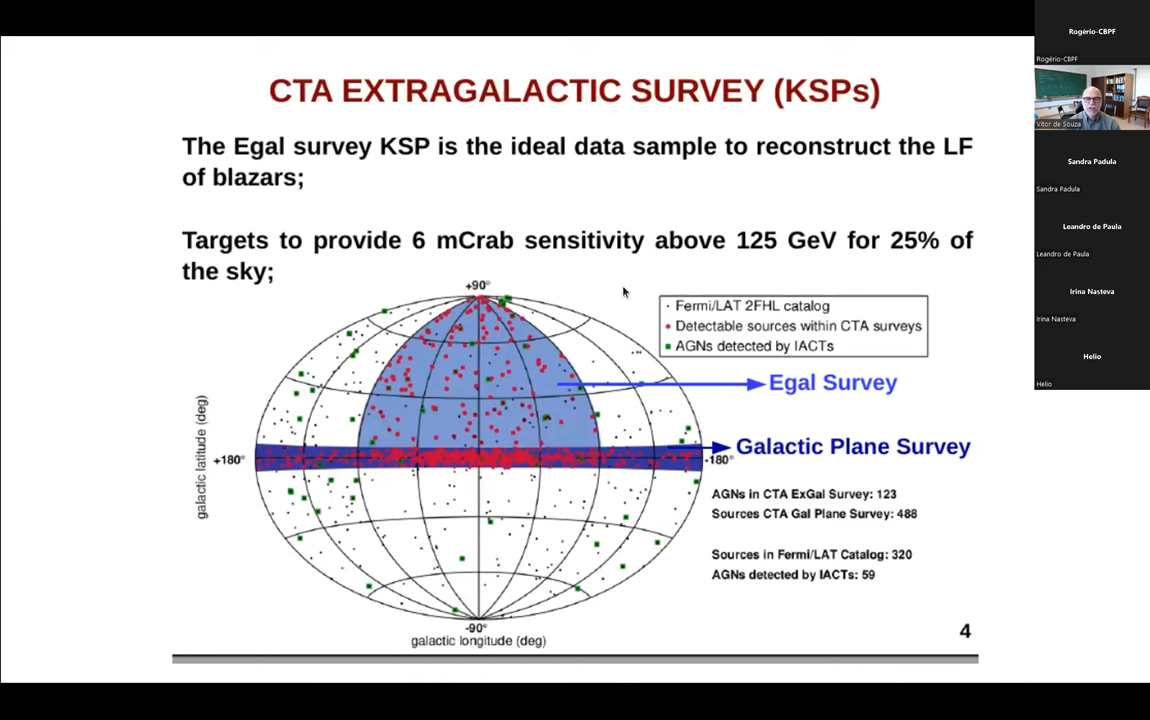 CTA EXTRAGALACTIC SURVEY (KSPs)
The Egal survey KSP is the ideal data sample to reconstruct the LF
of blazars;
Targets to provide 6 mCrab sensitivity above 125 GeV for 25% of
the sky;
+90°
Fermi/LAT 2FHL catalog
Detectable sources within CTA surveys
AGNs detected by IACTs
Egal Survey
Galactic Plane Survey
galactic latitude (deg)
+180°
-180°
AGNs in CTA ExGal Survey: 123
Sources CTA Gal Plane Survey: 488
Sources in Fermi/LAT Catalog: 320
AGNs detected by IACTs: 59
-90°
galactic longitude (deg)
4
Rogério-CBPF
Rogério-CBPF
Vitor de Souza
Sandra Padula
Sandra Padula
Leandro de Paula
Leandro de Paula
Irina Nasteva
Irina Nasteva
Helio
Helio